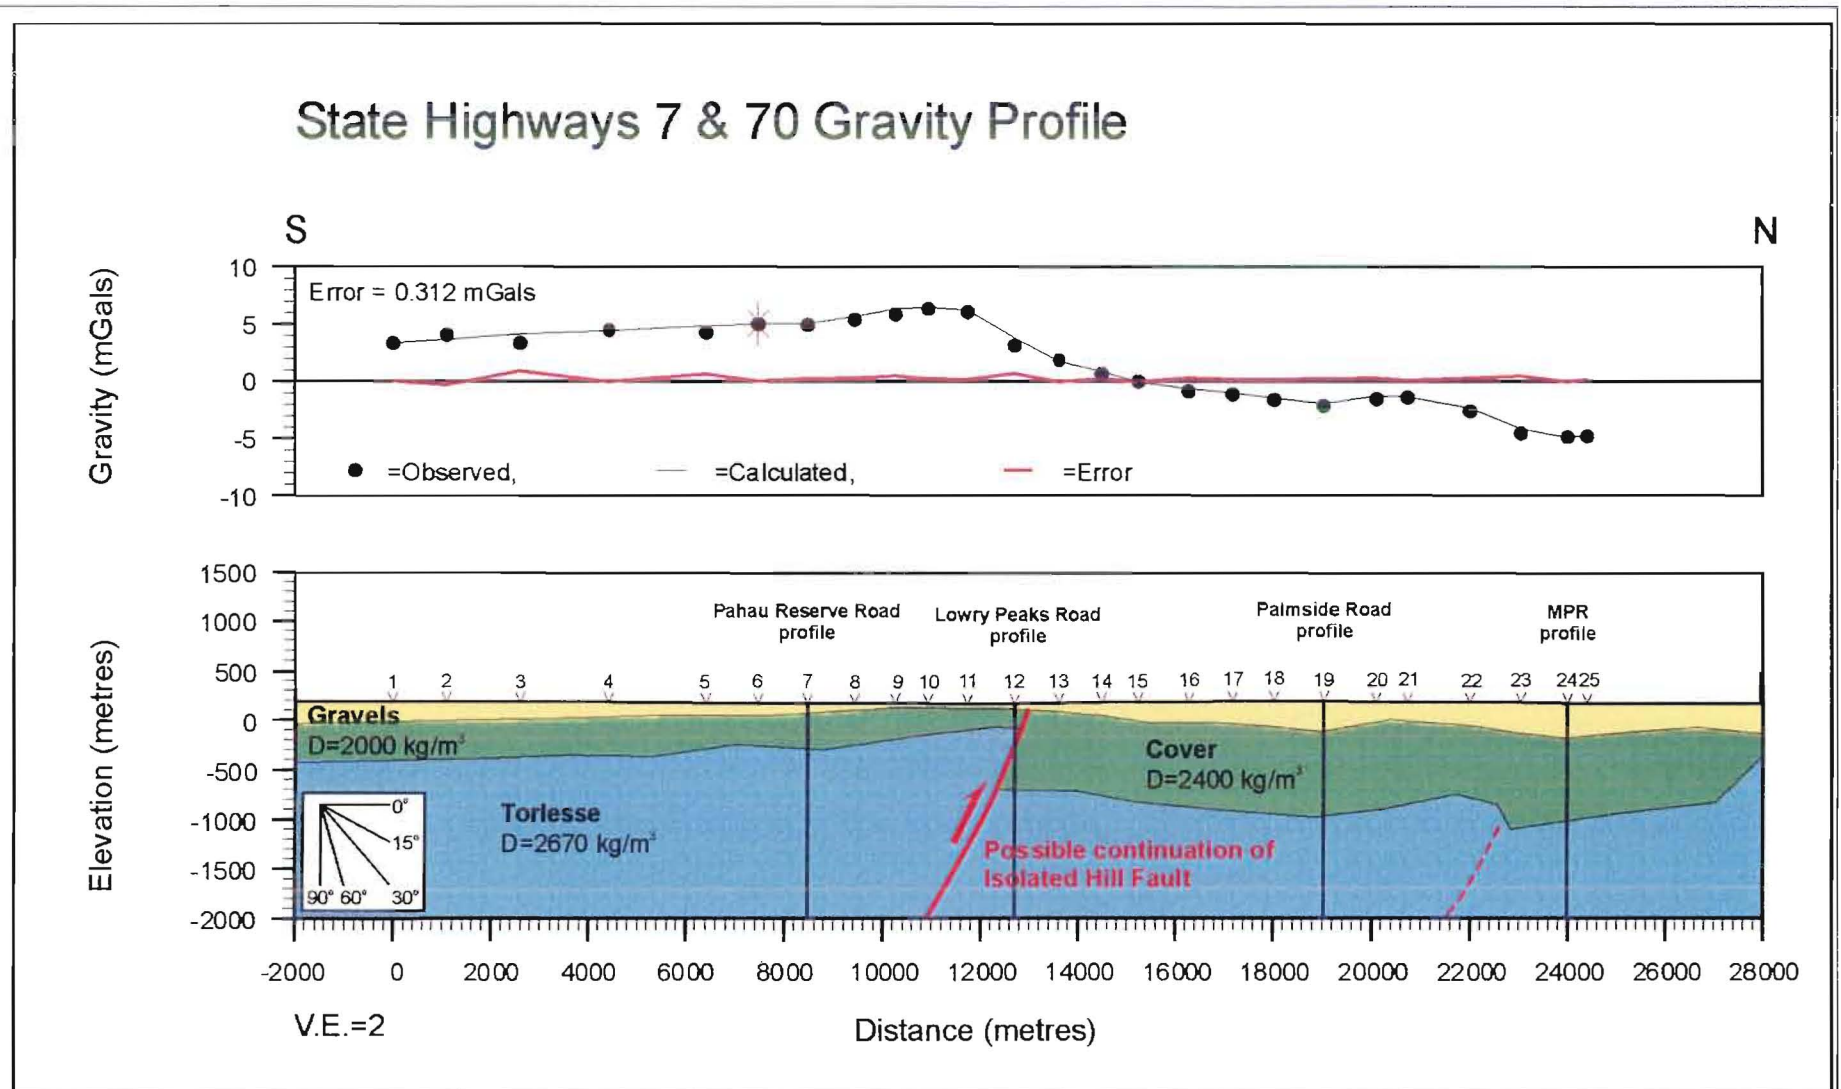 State Highways 7 & 70 Gravity Profile
S
N
Gravity (mGals)
10
5
0
-5
-10
Error = 0.312 mGals
=Observed,
=Calculated,
=Error
Elevation (metres)
1500
1000
500
0
-500
-1000
-1500
-2000
Pahau Reserve Road
profile
Lowry Peaks Road
profile
Palmside Road
profile
MPR
profile
1 2 3 4 5 6 7 8 9 10 11 12 13 14 15 16 17 18 19 20 21 22 23 24 25
Gravels
D=2000 kg/m³
Cover
D=2400 kg/m³
Torlesse
D=2670 kg/m³
0°
15°
90° 60° 30°
Possible continuation of
Isolated Hill Fault
-2000 0 2000 4000 6000 8000 10000 12000 14000 16000 18000 20000 22000 24000 26000 28000
V.E.=2
Distance (metres)